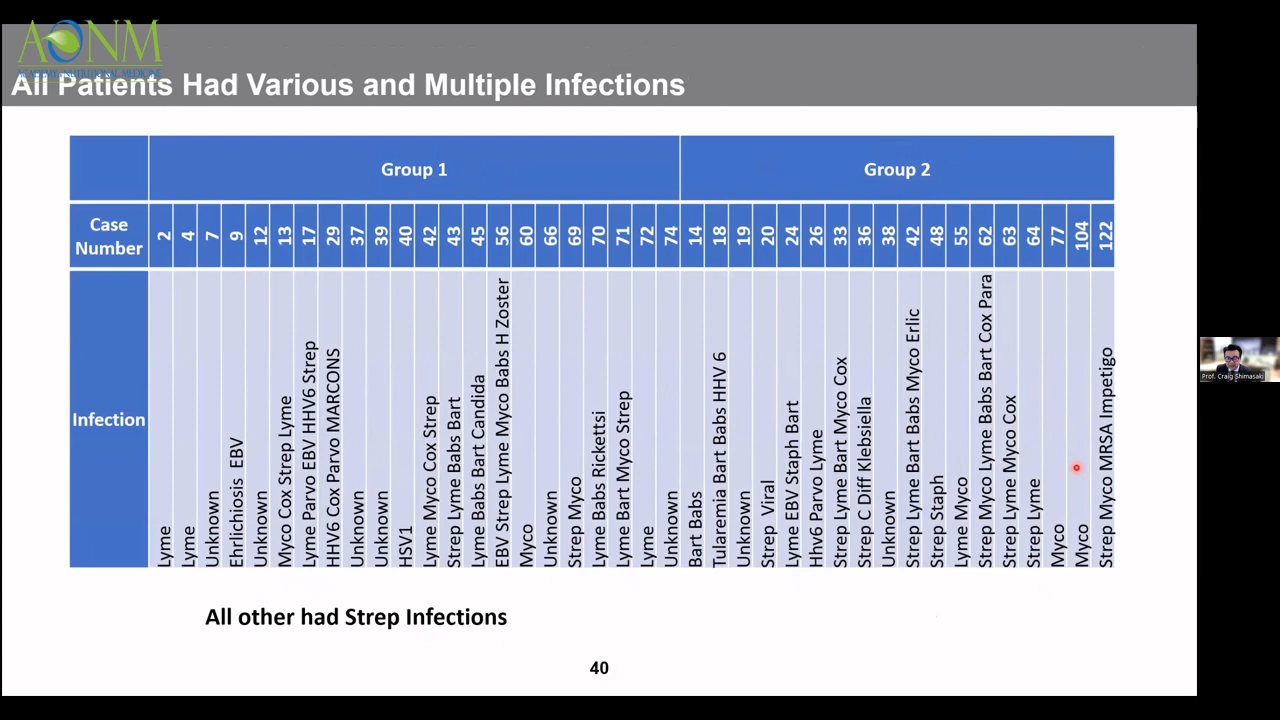 AONM
ACADEMY of NUTRITIONAL MEDICINE
All Patients Had Various and Multiple Infections
Group 1
Group 2
Case Number
2
4
7
9
12
13
17
29
37
39
40
42
43
45
56
60
66
69
70
71
72
74
14
18
19
20
24
26
33
36
38
42
48
55
62
63
64
77
104
122
Infection
Lyme
Lyme
Unknown
Ehrlichiosis EBV
Unknown
Myco Cox Strep Lyme
Lyme Parvo EBV HHV6 Strep
HHV6 Cox Parvo MARCONS
Unknown
Unknown
HSV1
Lyme Myco Cox Strep
Strep Lyme Babs Bart
Lyme Babs Bart Candida
EBV Strep Lyme Myco Babs H Zoster
Myco
Unknown
Strep Myco
Lyme Babs Rickettsi
Lyme Bart Myco Strep
Lyme
Unknown
Bart Babs
Tularemia Bart Babs HHV 6
Unknown
Strep Viral
Lyme EBV Staph Bart
Hhv6 Parvo Lyme
Strep Lyme Bart Myco Cox
Strep C Diff Klebsiella
Unknown
Strep Lyme Bart Babs Myco Erlic
Strep Staph
Lyme Myco
Strep Myco Lyme Babs Bart Cox Para
Strep Lyme Myco Cox
Strep Lyme
Myco
Myco
Strep Myco MRSA Impetigo
All other had Strep Infections
40
Prof. Craig Shimasaki